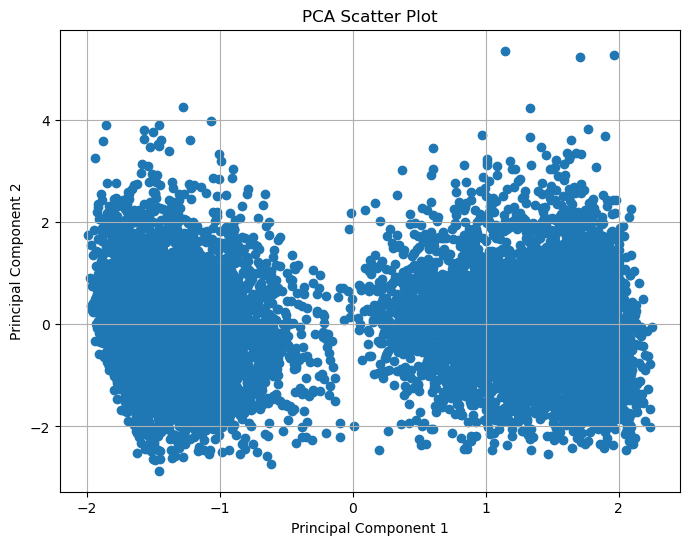 PCA Scatter Plot
4
2
0
−2
Principal Component 2
−2 −1 0 1 2
Principal Component 1